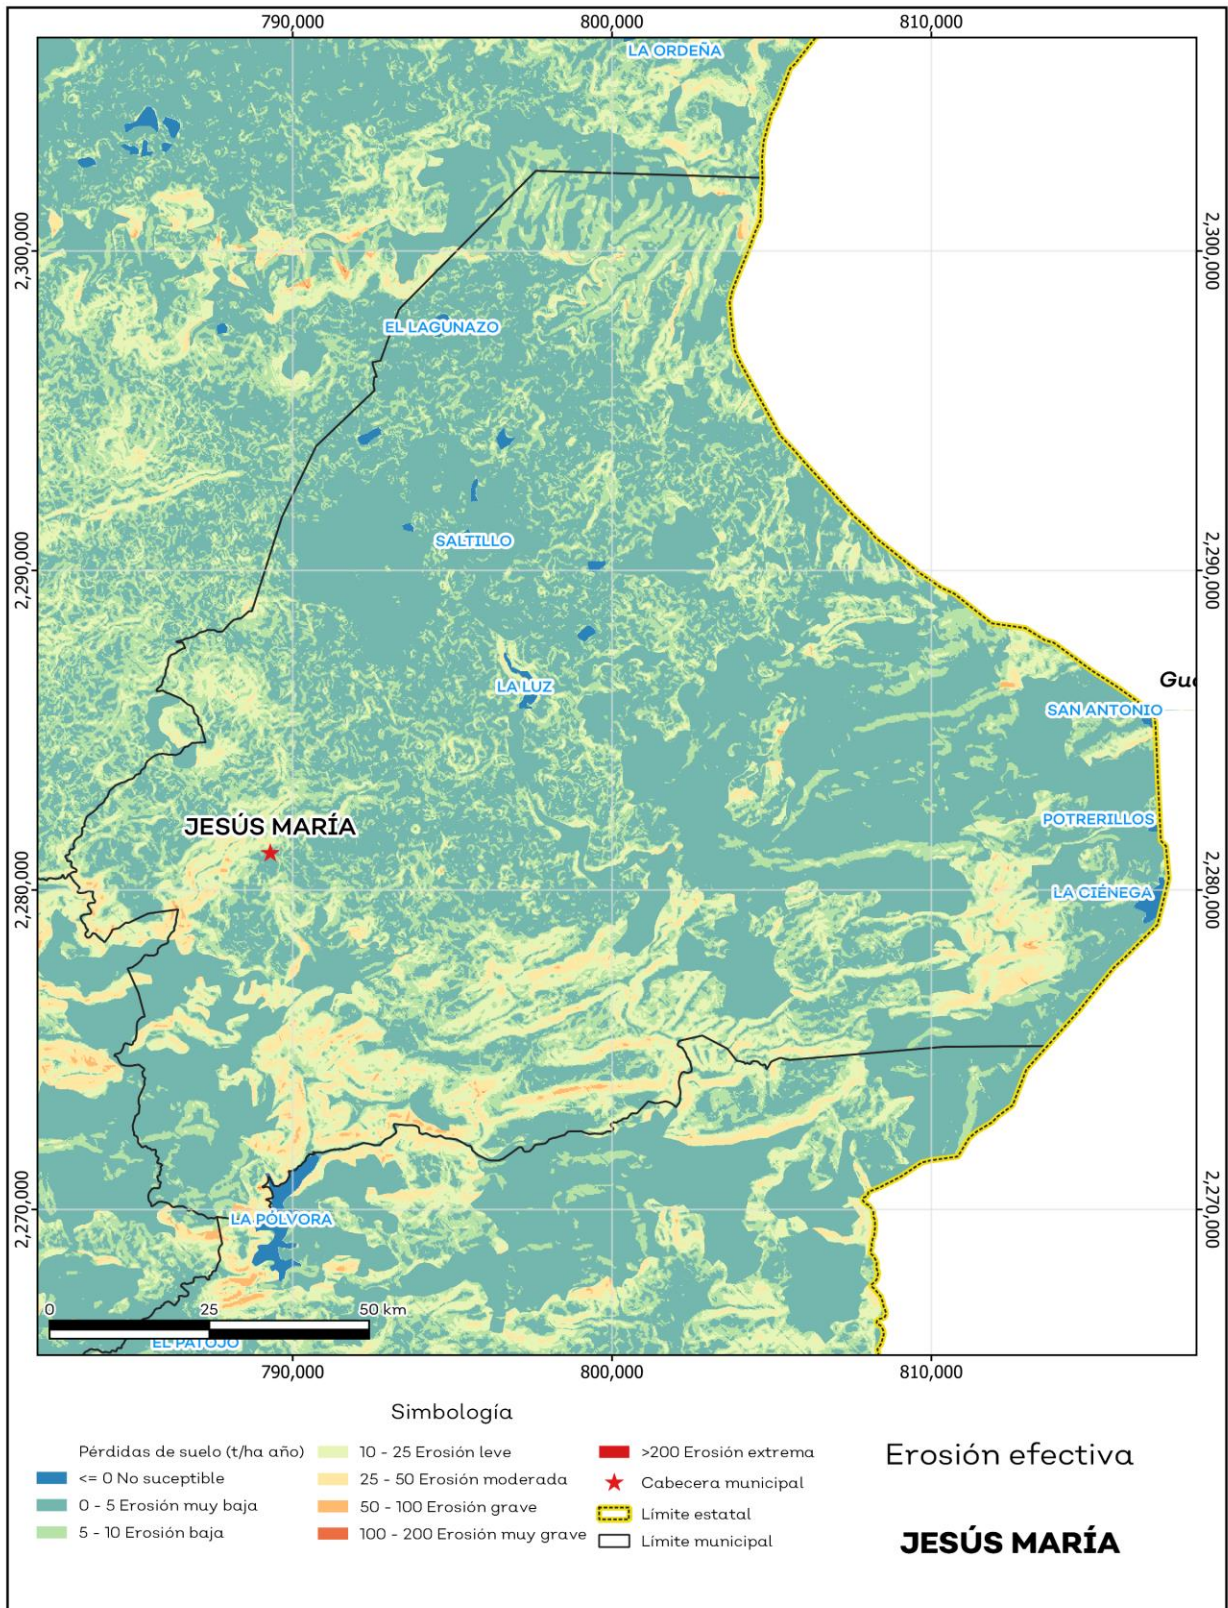 790,000
800,000
810,000
LA ORDEÑA
2,300,000
2,300,000
EL LAGUNAZO
SALTILLO
2,290,000
2,290,000
LA LUZ
Gua
SAN ANTONIO
JESÚS MARÍA
POTRERILLOS
2,280,000
2,280,000
LA CIÉNEGA
2,270,000
2,270,000
LA PÓLVORA
0
25
50 km
EL PATOJO
790,000
800,000
810,000
Simbología
Pérdidas de suelo (t/ha año)
<= 0 No suceptible
0 - 5 Erosión muy baja
5 - 10 Erosión baja
10 - 25 Erosión leve
25 - 50 Erosión moderada
50 - 100 Erosión grave
100 - 200 Erosión muy grave
>200 Erosión extrema
Cabecera municipal
Límite estatal
Límite municipal
Erosión efectiva
JESÚS MARÍA